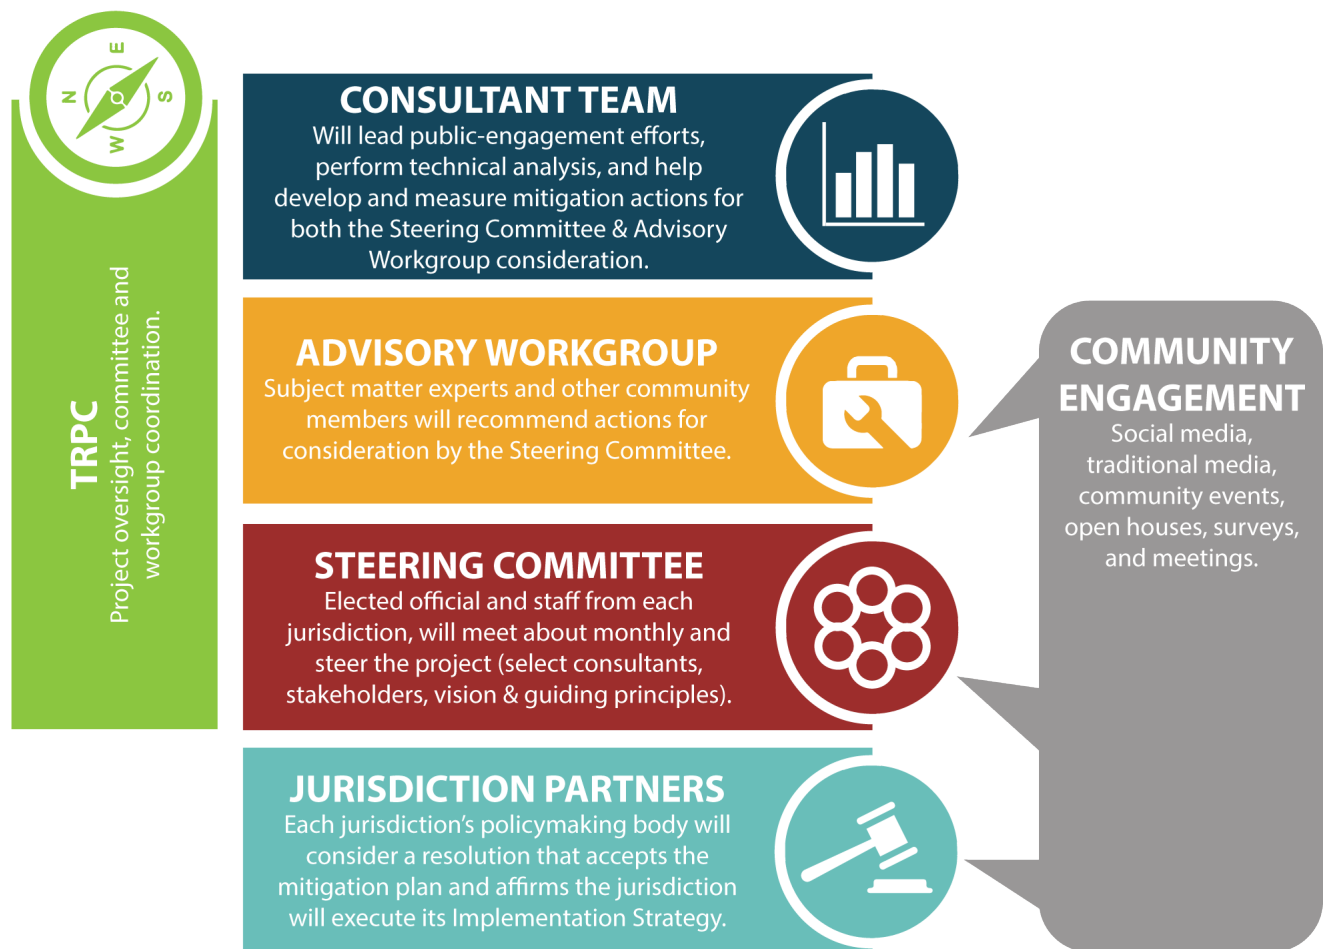 E
N
S
W
TRPC
Project oversight, committee and
workgroup coordination.
CONSULTANT TEAM
Will lead public-engagement efforts,
perform technical analysis, and help
develop and measure mitigation actions for
both the Steering Committee & Advisory
Workgroup consideration.
ADVISORY WORKGROUP
Subject matter experts and other community
members will recommend actions for
consideration by the Steering Committee.
STEERING COMMITTEE
Elected official and staff from each
jurisdiction, will meet about monthly and
steer the project (select consultants,
stakeholders, vision & guiding principles).
JURISDICTION PARTNERS
Each jurisdiction’s policymaking body will
consider a resolution that accepts the
mitigation plan and affirms the jurisdiction
will execute its Implementation Strategy.
COMMUNITY
ENGAGEMENT
Social media,
traditional media,
community events,
open houses, surveys,
and meetings.